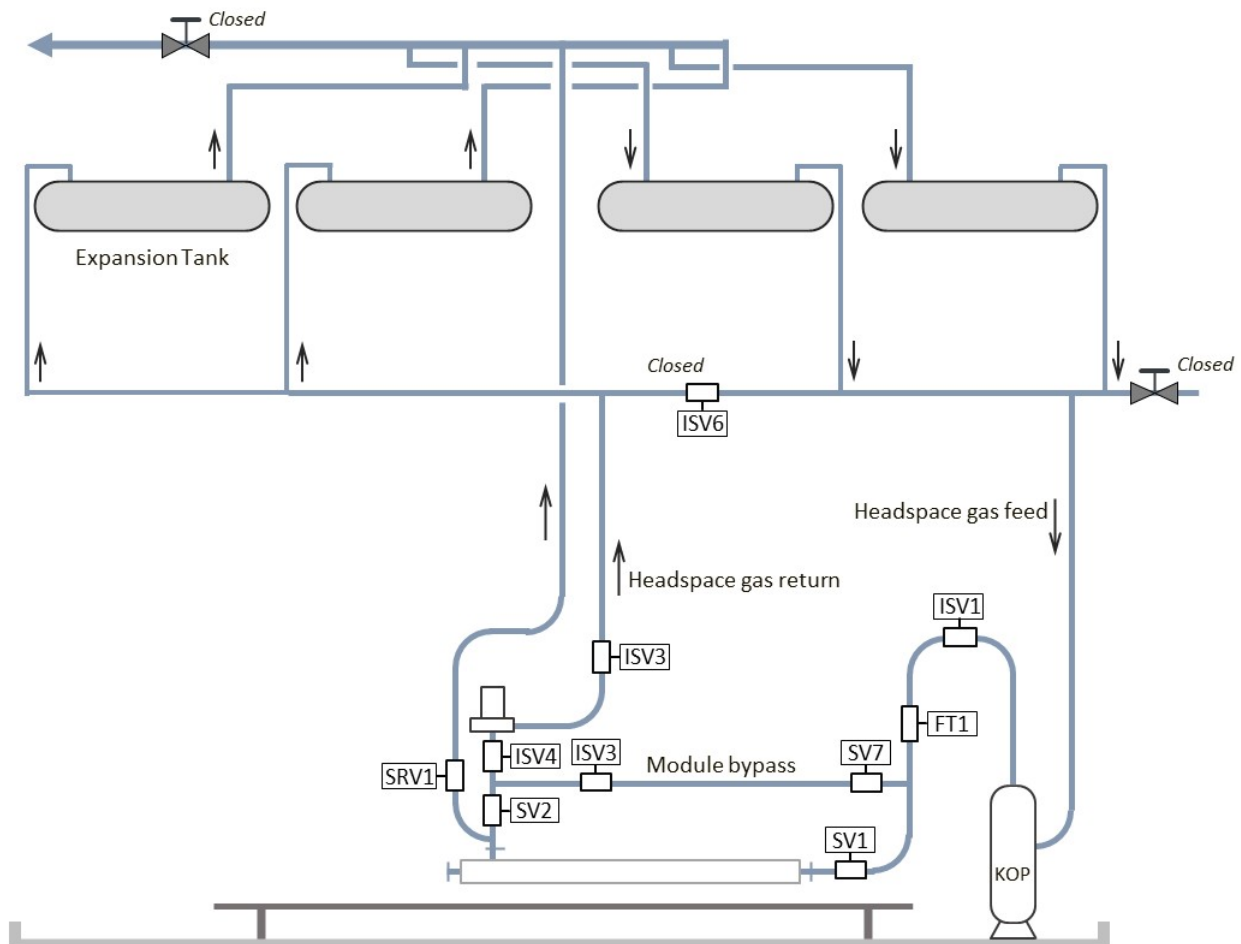 Closed
Expansion Tank
Closed
Closed
ISV6
Headspace gas feed
Headspace gas return
ISV1
ISV3
FT1
ISV4
ISV3
Module bypass
SV7
SRV1
SV2
SV1
KOP